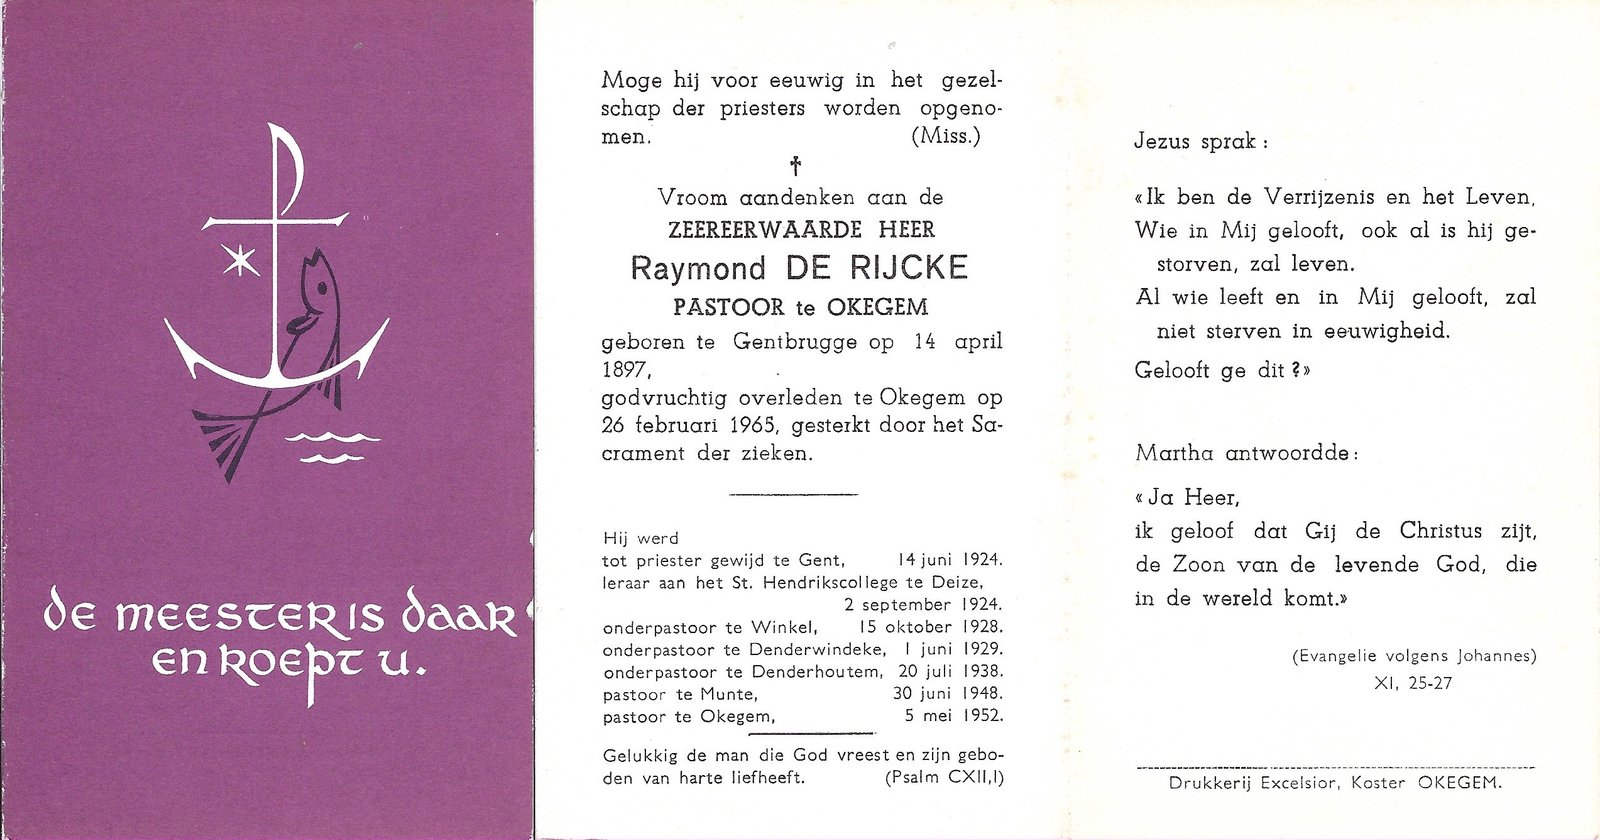 de meester is daar
en roept u.
Moge hij voor eeuwig in het gezel-
schap der priesters worden opgeno-
men. (Miss.)
†
Vroom aandenken aan de
ZEEREERWAARDE HEER
Raymond DE RIJCKE
PASTOOR te OKEGEM
geboren te Gentbrugge op 14 april
1897,
godvruchtig overleden te Okegem op
26 februari 1965, gesterkt door het Sa-
crament der zieken.
Hij werd
tot priester gewijd te Gent, 14 juni 1924.
leraar aan het St. Hendrikscollege te Deize,
2 september 1924.
onderpastoor te Winkel, 15 oktober 1928.
onderpastoor te Denderwindeke, 1 juni 1929.
onderpastoor te Denderhoutem, 20 juli 1938.
pastoor te Munte, 30 juni 1948.
pastoor te Okegem, 5 mei 1952.
Gelukkig de man die God vreest en zijn gebo-
den van harte liefheeft. (Psalm CXII,I)
Jezus sprak :
«Ik ben de Verrijzenis en het Leven,
Wie in Mij gelooft, ook al is hij ge-
storven, zal leven.
Al wie leeft en in Mij gelooft, zal
niet sterven in eeuwigheid.
Gelooft ge dit ?»
Martha antwoordde :
« Ja Heer,
ik geloof dat Gij de Christus zijt,
de Zoon van de levende God, die
in de wereld komt.»
(Evangelie volgens Johannes)
XI, 25-27
Drukkerij Excelsior, Koster OKEGEM.